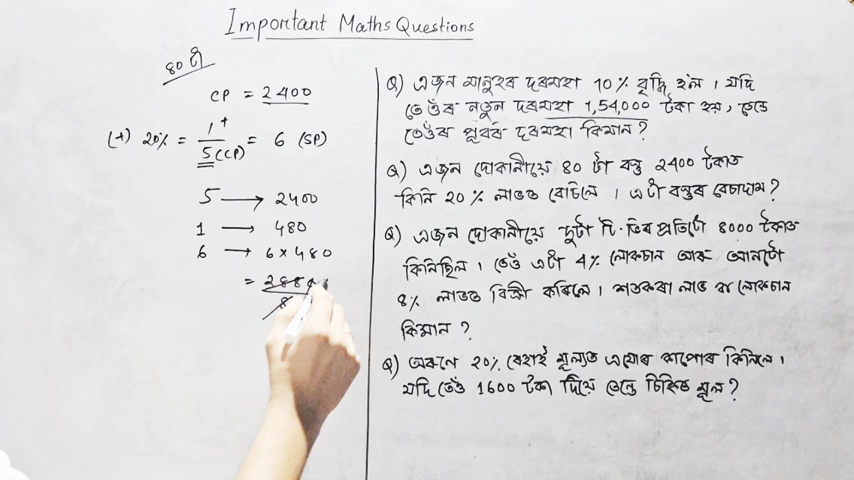 Important Maths Questions
80 টা
CP = 2400
(+) 20% = 1+/5(CP) = 6 (SP)
5 → 2400
1 → 480
6 → 6 × 480
= 288
8
Q) এজন মানুহৰ দৰমহা 10% বৃদ্ধি হ'ল । যদি
তেওঁৰ নতুন দৰমহা 1,54,000 টকা হয়, তেন্তে
তেওঁৰ পূৰ্বৰ দৰমহা কিমান ?
Q) এজন দোকানীয়ে 80 টা বস্তু 2400 টকাত
কিনি 20% লাভত বেচিলে । এটা বস্তুৰ বেচাদাম ?
Q) এজন দোকানীয়ে দুটা টি.ভিৰ প্ৰতিটো 8000 টকাত
কিনিছিল । তেওঁ এটা 4% লোকচান আৰু আনটো
8% লাভত বিক্ৰী কৰিলে । শতকৰা লাভ বা লোকচান
কিমান ?
Q) অৰুণে 20% ৰেহাই মূল্যত এযোৰ কাপোৰ কিনিলে ।
যদি তেওঁ 1600 টকা দিয়ে তেন্তে চিহ্নিত মূল্য ?